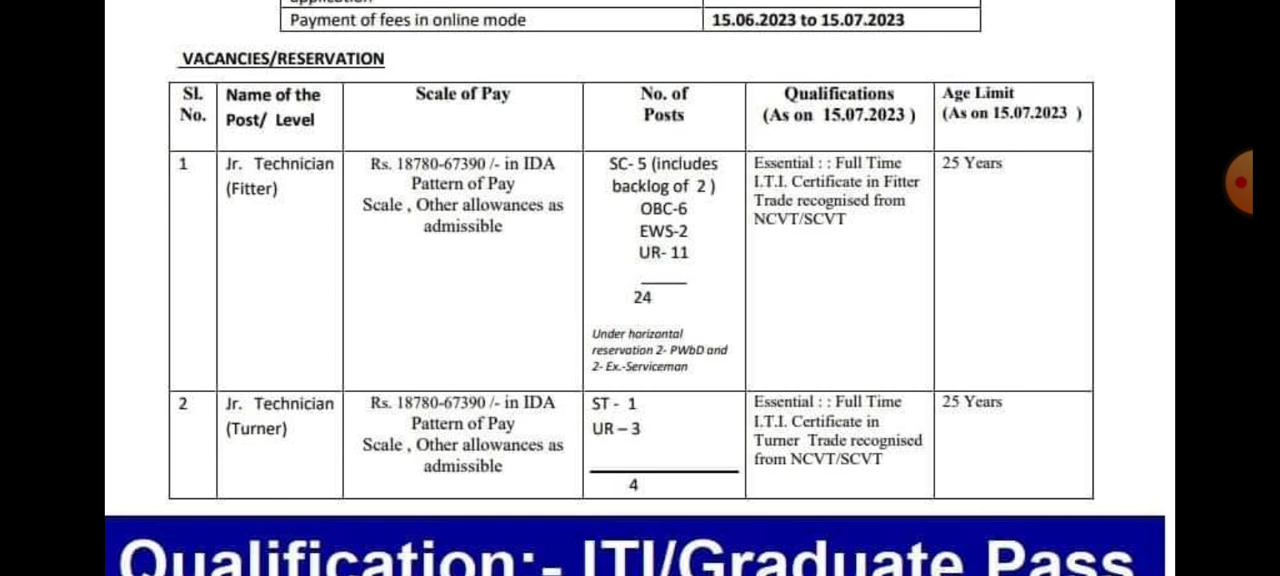 application
Payment of fees in online mode 15.06.2023 to 15.07.2023
VACANCIES/RESERVATION
Sl. No. Name of the Post/ Level Scale of Pay No. of Posts Qualifications (As on 15.07.2023 ) Age Limit (As on 15.07.2023 )
1
Jr. Technician
(Fitter)
Rs. 18780-67390 /- in IDA
Pattern of Pay
Scale , Other allowances as
admissible
SC- 5 (includes
backlog of 2 )
OBC-6
EWS-2
UR- 11
24
Under horizontal
reservation 2- PWbD and
2- Ex.-Serviceman
Essential : : Full Time
I.T.I. Certificate in Fitter
Trade recognised from
NCVT/SCVT
25 Years
2
Jr. Technician
(Turner)
Rs. 18780-67390 /- in IDA
Pattern of Pay
Scale , Other allowances as
admissible
ST - 1
UR – 3
4
Essential : : Full Time
I.T.I. Certificate in
Turner Trade recognised
from NCVT/SCVT
25 Years
Qualification:- ITI/Graduate Pass